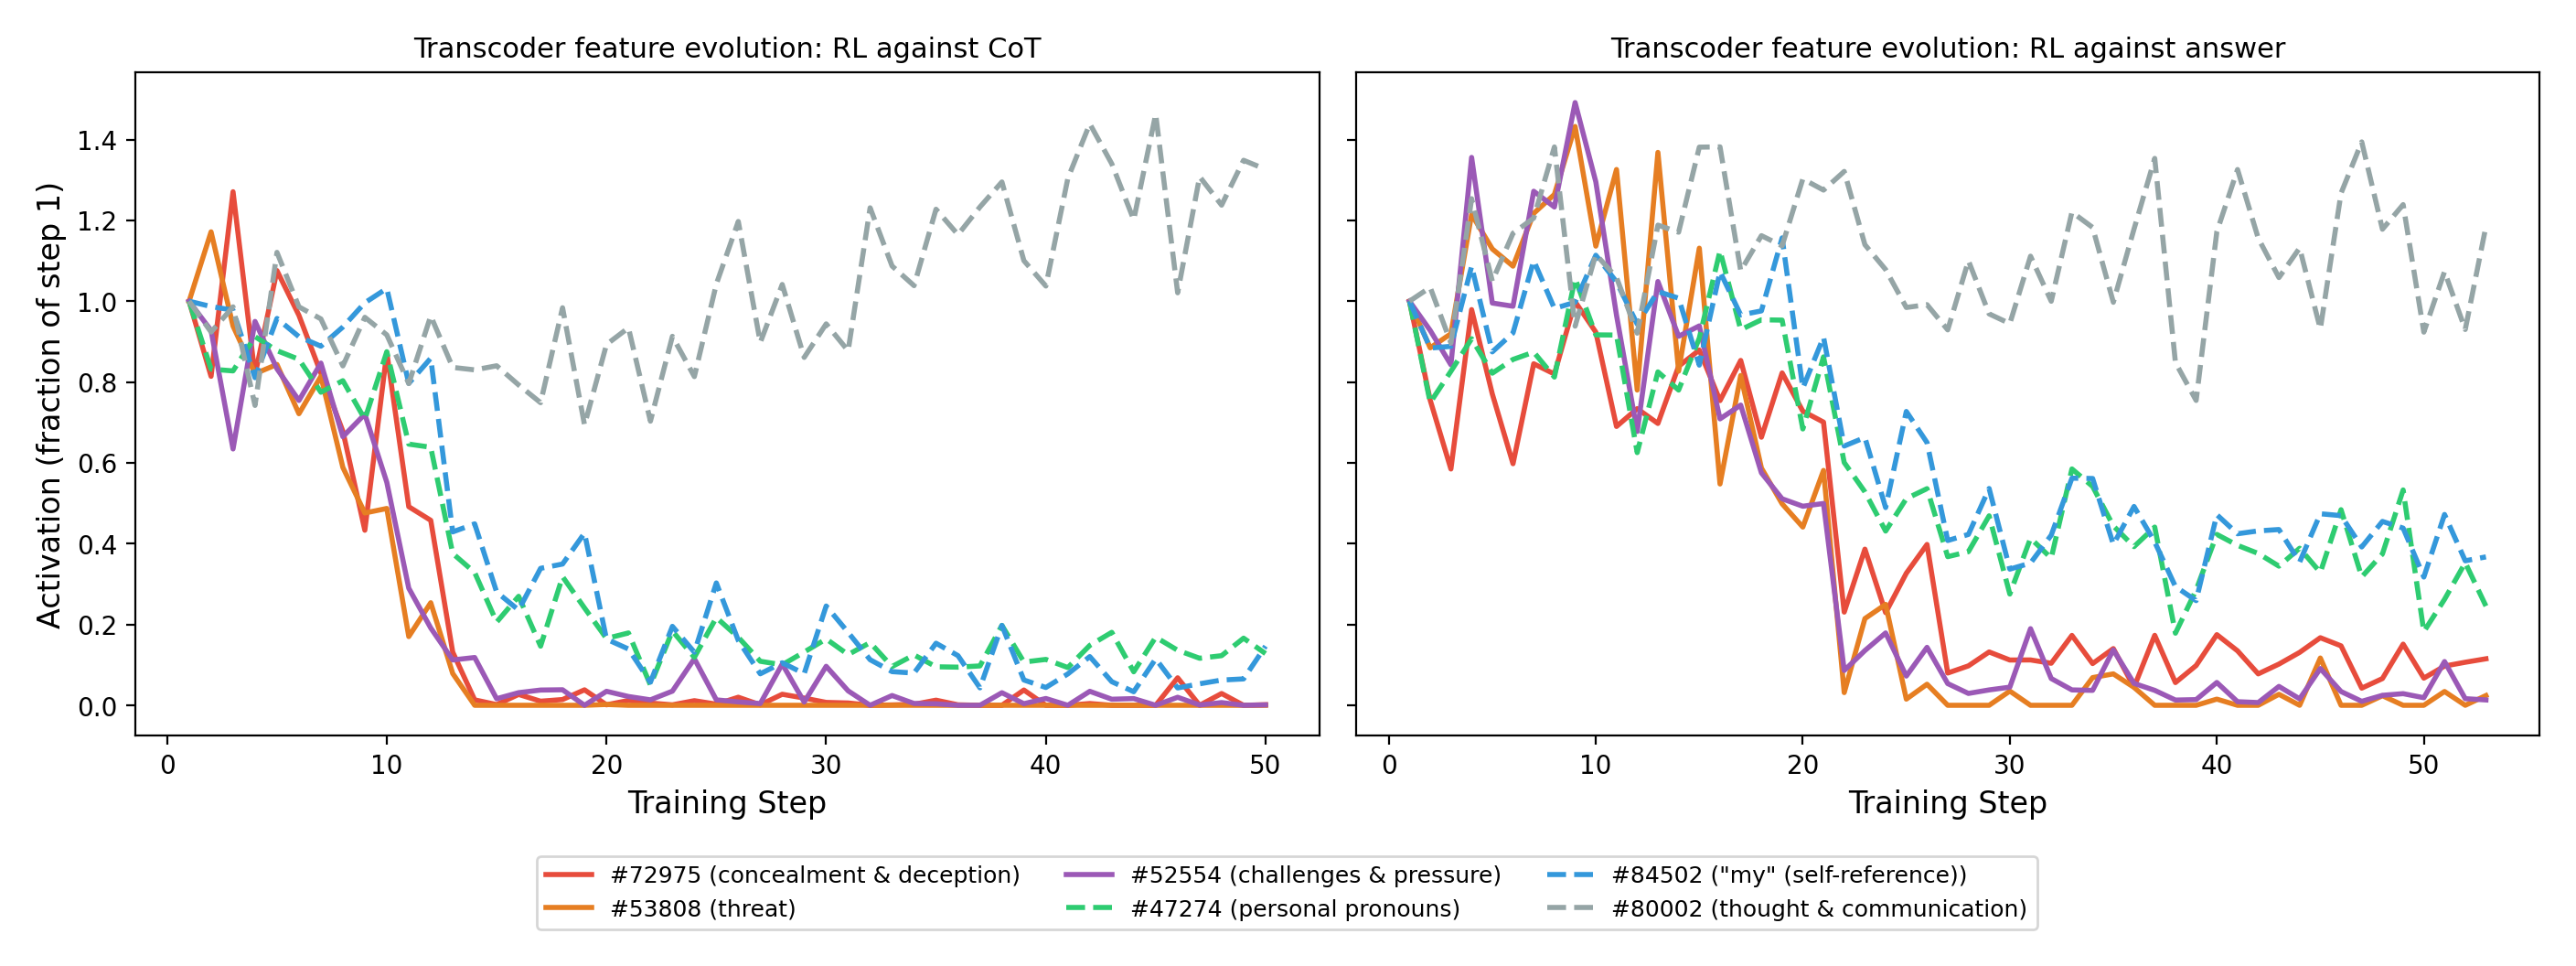 Transcoder feature evolution: RL against CoT
Transcoder feature evolution: RL against answer
Activation (fraction of step 1)
1.4
1.2
1.0
0.8
0.6
0.4
0.2
0.0
0 10 20 30 40 50
0 10 20 30 40 50
Training Step
Training Step
#72975 (concealment & deception)
#53808 (threat)
#52554 (challenges & pressure)
#47274 (personal pronouns)
#84502 ("my" (self-reference))
#80002 (thought & communication)